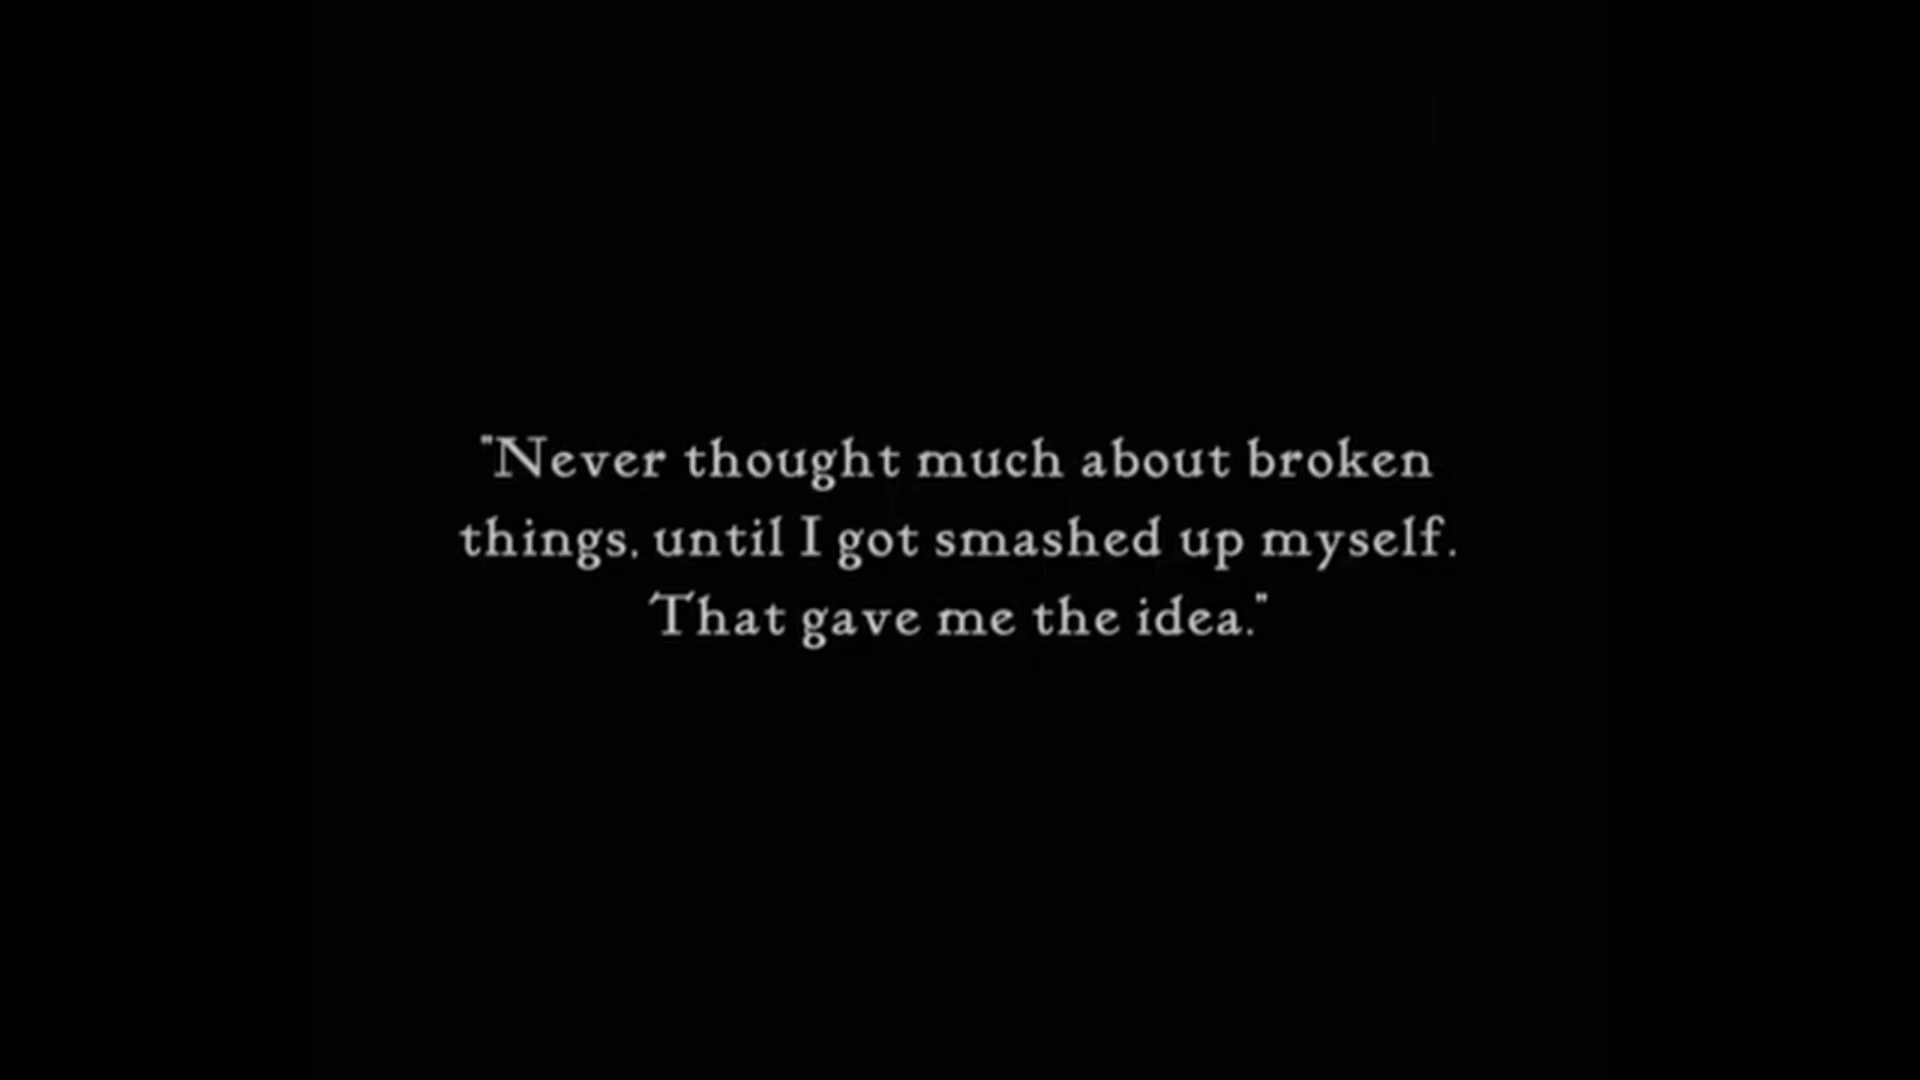 "Never thought much about broken
things, until I got smashed up myself.
That gave me the idea."